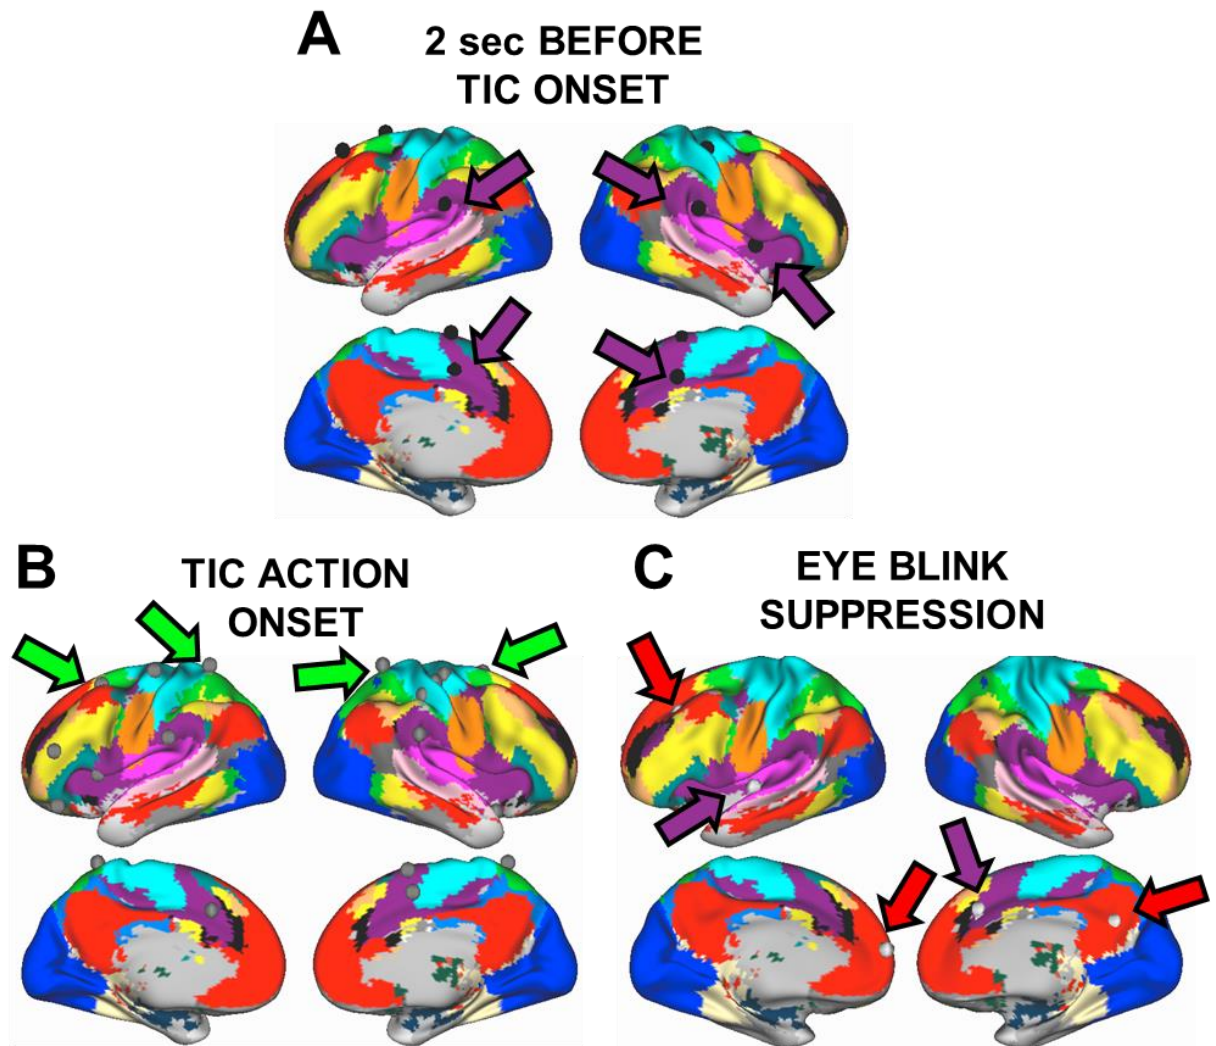 A
2 sec BEFORE
TIC ONSET
B
TIC ACTION
ONSET
C
EYE BLINK
SUPPRESSION